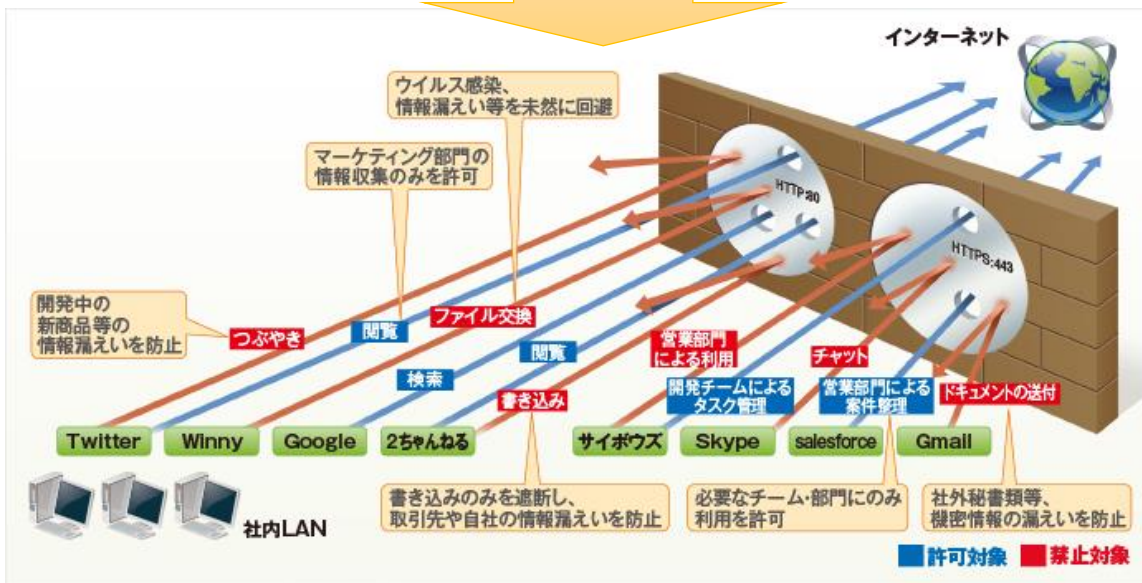 インターネット
ウイルス感染、
情報漏えい等を未然に回避
マーケティング部門の
情報収集のみを許可
HTTP:80
HTTPS:443
開発中の
新商品等の
情報漏えいを防止
つぶやき
閲覧
ファイル交換
検索
閲覧
書き込み
営業部門
による利用
開発チームによる
タスク管理
チャット
営業部門による
案件整理
ドキュメントの送付
Twitter
Winny
Google
2ちゃんねる
サイボウズ
Skype
salesforce
Gmail
社内LAN
書き込みのみを遮断し、
取引先や自社の情報漏えいを防止
必要なチーム・部門にのみ
利用を許可
社外秘書類等、
機密情報の漏えいを防止
許可対象
禁止対象